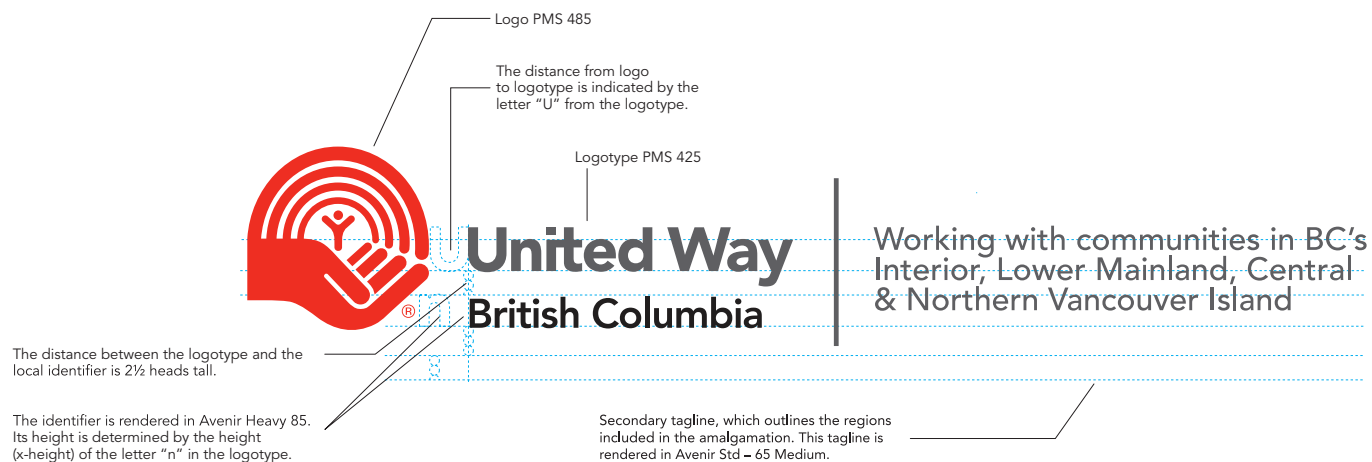 Logo PMS 485
The distance from logo
to logotype is indicated by the
letter “U” from the logotype.
Logotype PMS 425
U
United Way
British Columbia
®
n
Working with communities in BC’s
Interior, Lower Mainland, Central
& Northern Vancouver Island
The distance between the logotype and the
local identifier is 2½ heads tall.
The identifier is rendered in Avenir Heavy 85.
Its height is determined by the height
(x-height) of the letter “n” in the logotype.
Secondary tagline, which outlines the regions
included in the amalgamation. This tagline is
rendered in Avenir Std – 65 Medium.